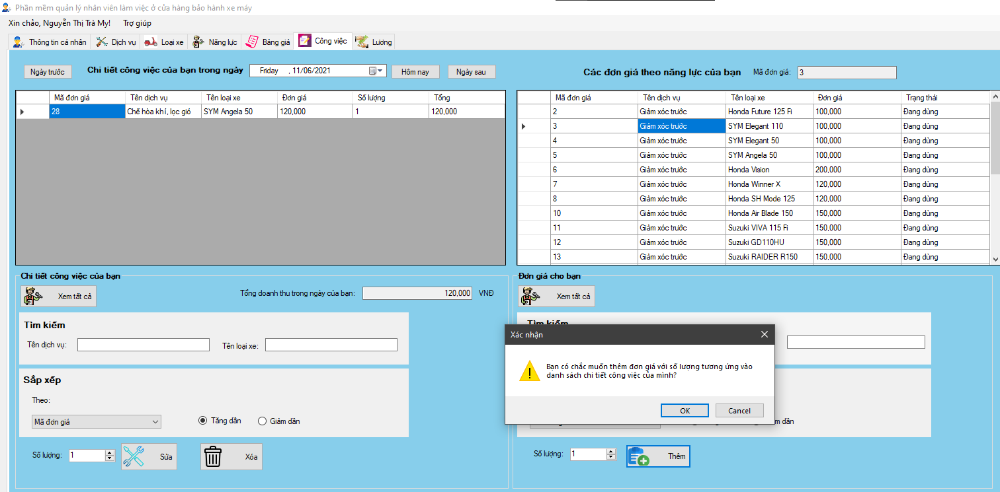 Phần mềm quản lý nhân viên làm việc ở cửa hàng bảo hành xe máy
Xin chào, Nguyễn Thị Trà My! Trợ giúp
Thông tin cá nhân Dịch vụ Loại xe Năng lực Bảng giá Công việc Lương
Ngày trước Chi tiết công việc của bạn trong ngày Friday , 11/06/2021 Hôm nay Ngày sau
Mã đơn giá Tên dịch vụ Tên loại xe Đơn giá Số lượng Tổng
28 Chế hòa khí, lọc gió SYM Angela 50 120,000 1 120,000
Chi tiết công việc của bạn
Xem tất cả Tổng doanh thu trong ngày của bạn: 120,000 VNĐ
Tìm kiếm
Tên dịch vụ: Tên loại xe:
Sắp xếp
Theo:
Mã đơn giá Tăng dần Giảm dần
Số lượng: 1 Sửa Xóa
Các đơn giá theo năng lực của bạn Mã đơn giá: 3
Mã đơn giá Tên dịch vụ Tên loại xe Đơn giá Trạng thái
2 Giảm xóc trước Honda Future 125 Fi 100,000 Đang dùng
3 Giảm xóc trước SYM Elegant 110 100,000 Đang dùng
4 Giảm xóc trước SYM Elegant 50 100,000 Đang dùng
5 Giảm xóc trước SYM Angela 50 100,000 Đang dùng
6 Giảm xóc trước Honda Vision 200,000 Đang dùng
7 Giảm xóc trước Honda Winner X 120,000 Đang dùng
8 Giảm xóc trước Honda SH Mode 125 120,000 Đang dùng
10 Giảm xóc trước Honda Air Blade 150 150,000 Đang dùng
11 Giảm xóc trước Suzuki VIVA 115 Fi 150,000 Đang dùng
12 Giảm xóc trước Suzuki GD110HU 150,000 Đang dùng
13 Giảm xóc trước Suzuki RAIDER R150 150,000 Đang dùng
Đơn giá cho bạn
Xem tất cả
Tìm kiếm
Xác nhận
Bạn có chắc muốn thêm đơn giá với số lượng tương ứng vào
danh sách chi tiết công việc của mình?
OK Cancel
dần
Số lượng: 1 Thêm